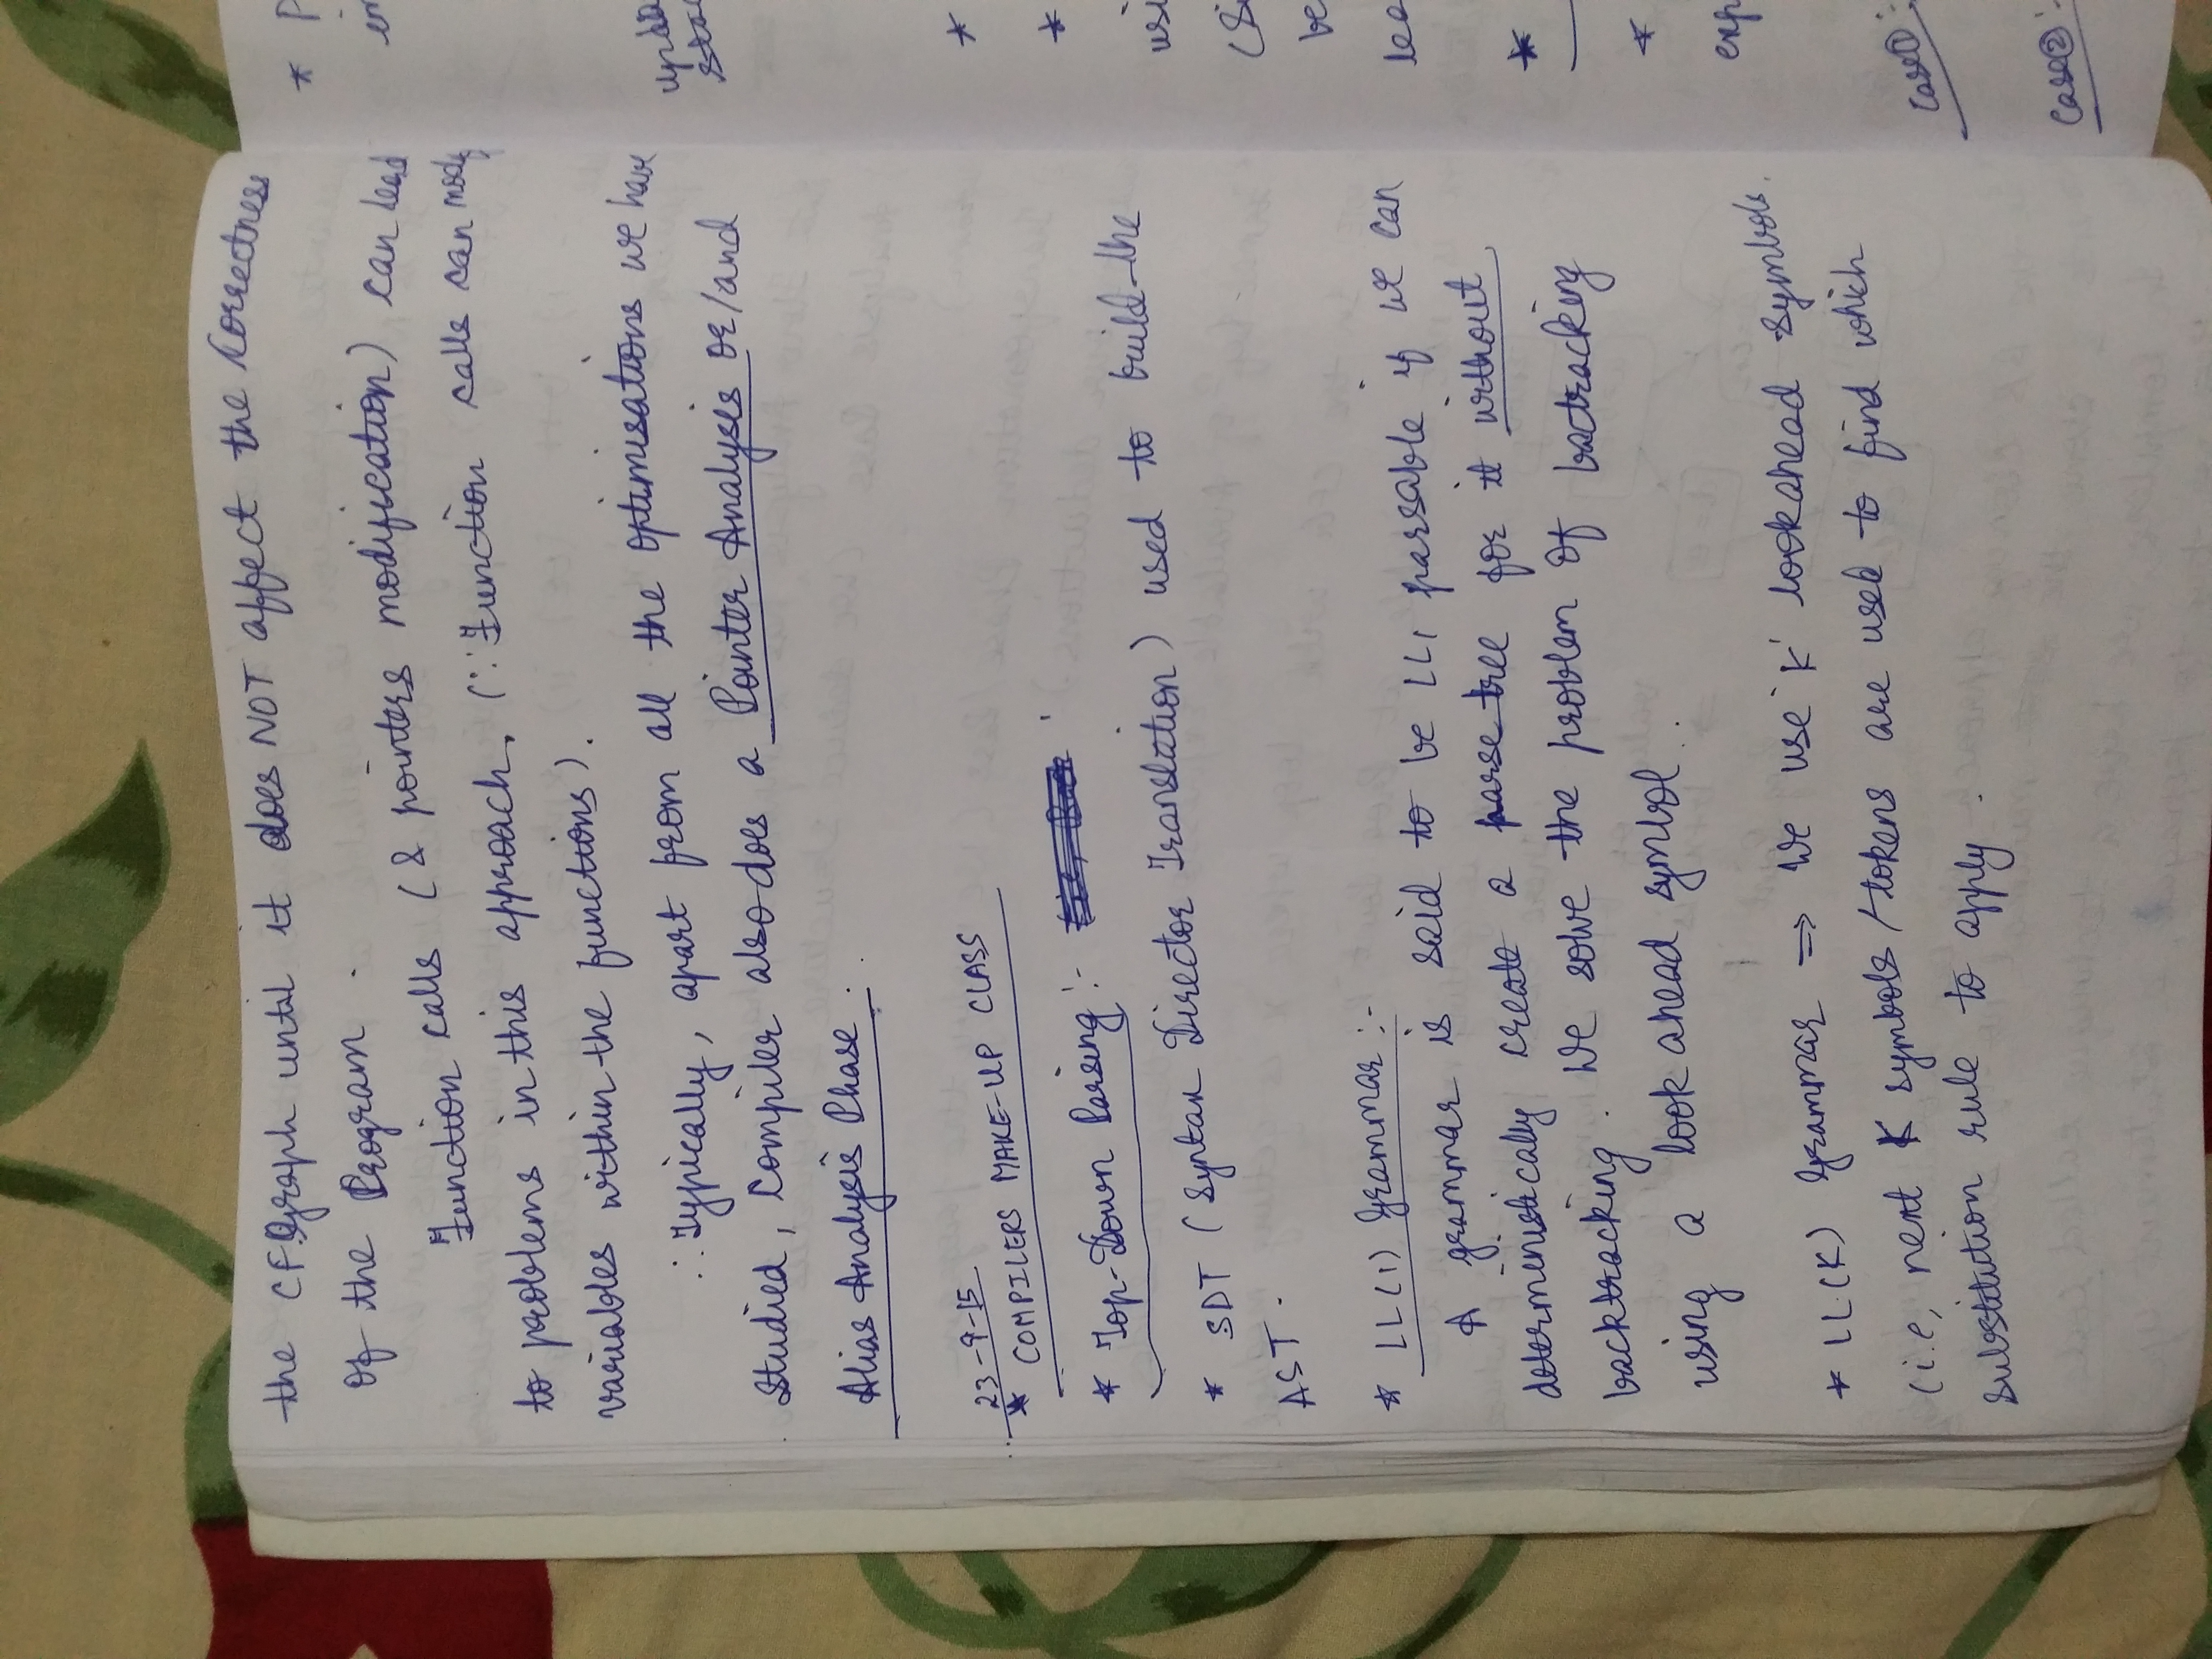 the CFGraph until it does NOT affect the correctness
of the Program.
Function calls (& pointers modification) can lead
to problems in this approach. (∵ Function calls can modify
variables within the functions).
∴ Typically, apart from all the optimisations we have
studied, Compiler also does a Pointer Analysis or/and
Alias Analysis Phase.
23-9-15
* COMPILERS MAKE-UP CLASS
* Top-Down Parsing :-
* SDT (Syntax Director Translation) used to build the
AST.
* LL(1) Grammar :-
A grammar is said to be LL1 parsable if we can
deterministically create a parse tree for it without
backtracking. We solve the problem of bactracking
using a look ahead symbol.
* LL(K) Grammar ⇒ We use 'K' lookahead symbols.
(i.e, next K symbols/tokens are used to find which
substitution rule to apply.
* P
usi
(Si
be
lea
*
*
exp
Case① :
Case② :-